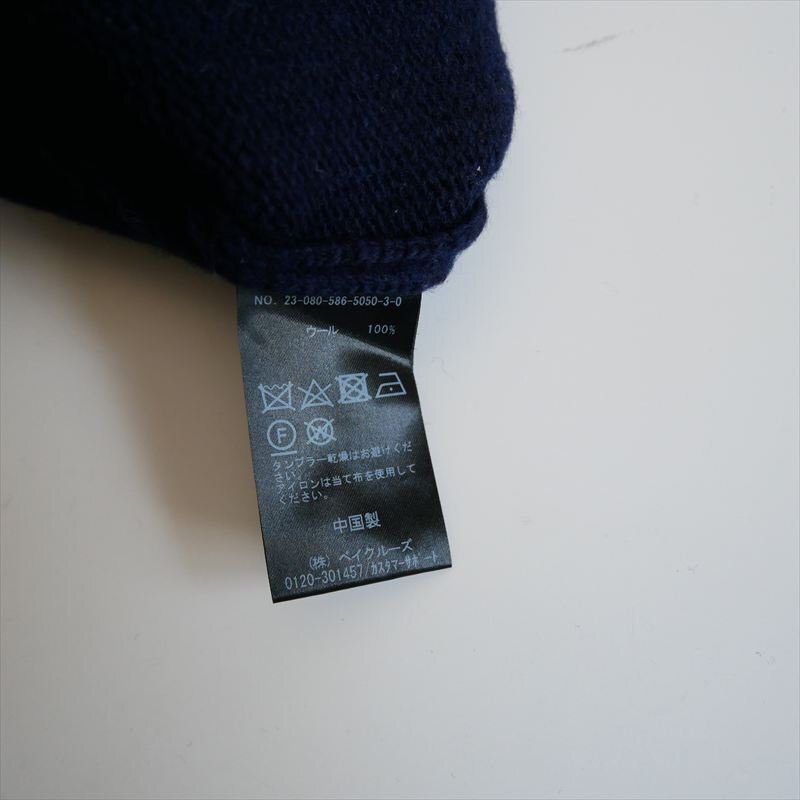 NO. 23-080-586-5050-3-0
ウール 100%
F
W
タンブラー乾燥はお避けくだ
さい。
アイロンは当て布を使用して
ください。
中国製
(株) ベイクルーズ
0120-301457/カスタマーサポート